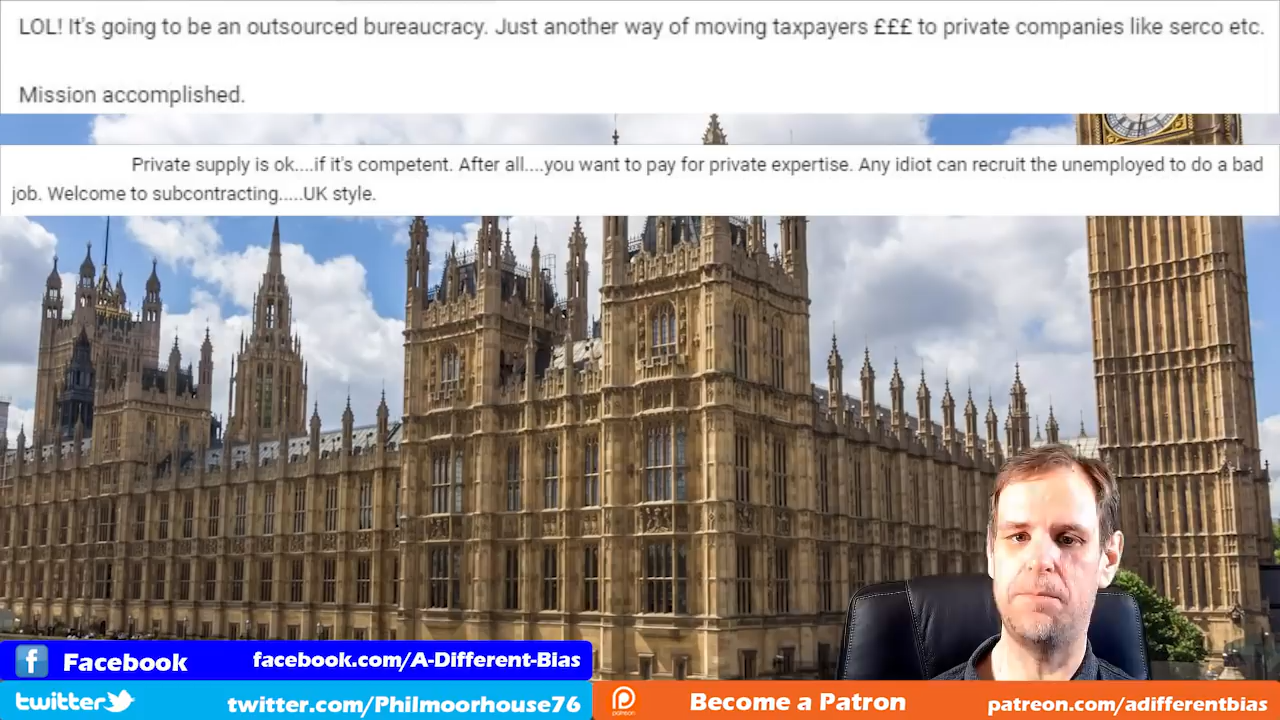 LOL! It's going to be an outsourced bureaucracy. Just another way of moving taxpayers £££ to private companies like serco etc.
Mission accomplished.
Private supply is ok....if it's competent. After all....you want to pay for private expertise. Any idiot can recruit the unemployed to do a bad
job. Welcome to subcontracting.....UK style.
Facebook
facebook.com/A-Different-Bias
twitter
twitter.com/Philmoorhouse76
Become a Patron
patreon.com/adifferentbias